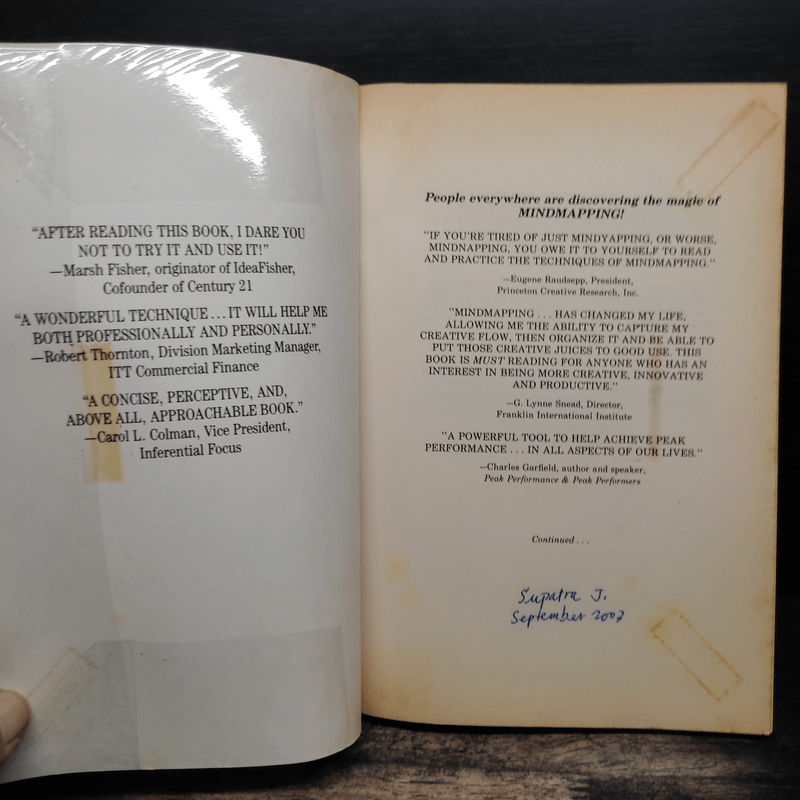 “AFTER READING THIS BOOK, I DARE YOU
NOT TO TRY IT AND USE IT!”
—Marsh Fisher, originator of IdeaFisher,
Cofounder of Century 21
“A WONDERFUL TECHNIQUE...IT WILL HELP ME
BOTH PROFESSIONALLY AND PERSONALLY.”
—Robert Thornton, Division Marketing Manager,
ITT Commercial Finance
“A CONCISE, PERCEPTIVE, AND,
ABOVE ALL, APPROACHABLE BOOK.”
—Carol L. Colman, Vice President,
Inferential Focus
People everywhere are discovering the magic of
MINDMAPPING!
"IF YOU'RE TIRED OF JUST MINDYAPPING, OR WORSE,
MINDNAPPING, YOU OWE IT TO YOURSELF TO READ
AND PRACTICE THE TECHNIQUES OF MINDMAPPING."
—Eugene Raudsepp, President,
Princeton Creative Research, Inc.
"MINDMAPPING . . . HAS CHANGED MY LIFE,
ALLOWING ME THE ABILITY TO CAPTURE MY
CREATIVE FLOW, THEN ORGANIZE IT AND BE ABLE TO
PUT THOSE CREATIVE JUICES TO GOOD USE. THIS
BOOK IS MUST READING FOR ANYONE WHO HAS AN
INTEREST IN BEING MORE CREATIVE, INNOVATIVE
AND PRODUCTIVE."
—G. Lynne Snead, Director,
Franklin International Institute
"A POWERFUL TOOL TO HELP ACHIEVE PEAK
PERFORMANCE . . . IN ALL ASPECTS OF OUR LIVES."
—Charles Garfield, author and speaker,
Peak Performance & Peak Performers
Continued . . .
Supatra J.
September 2003